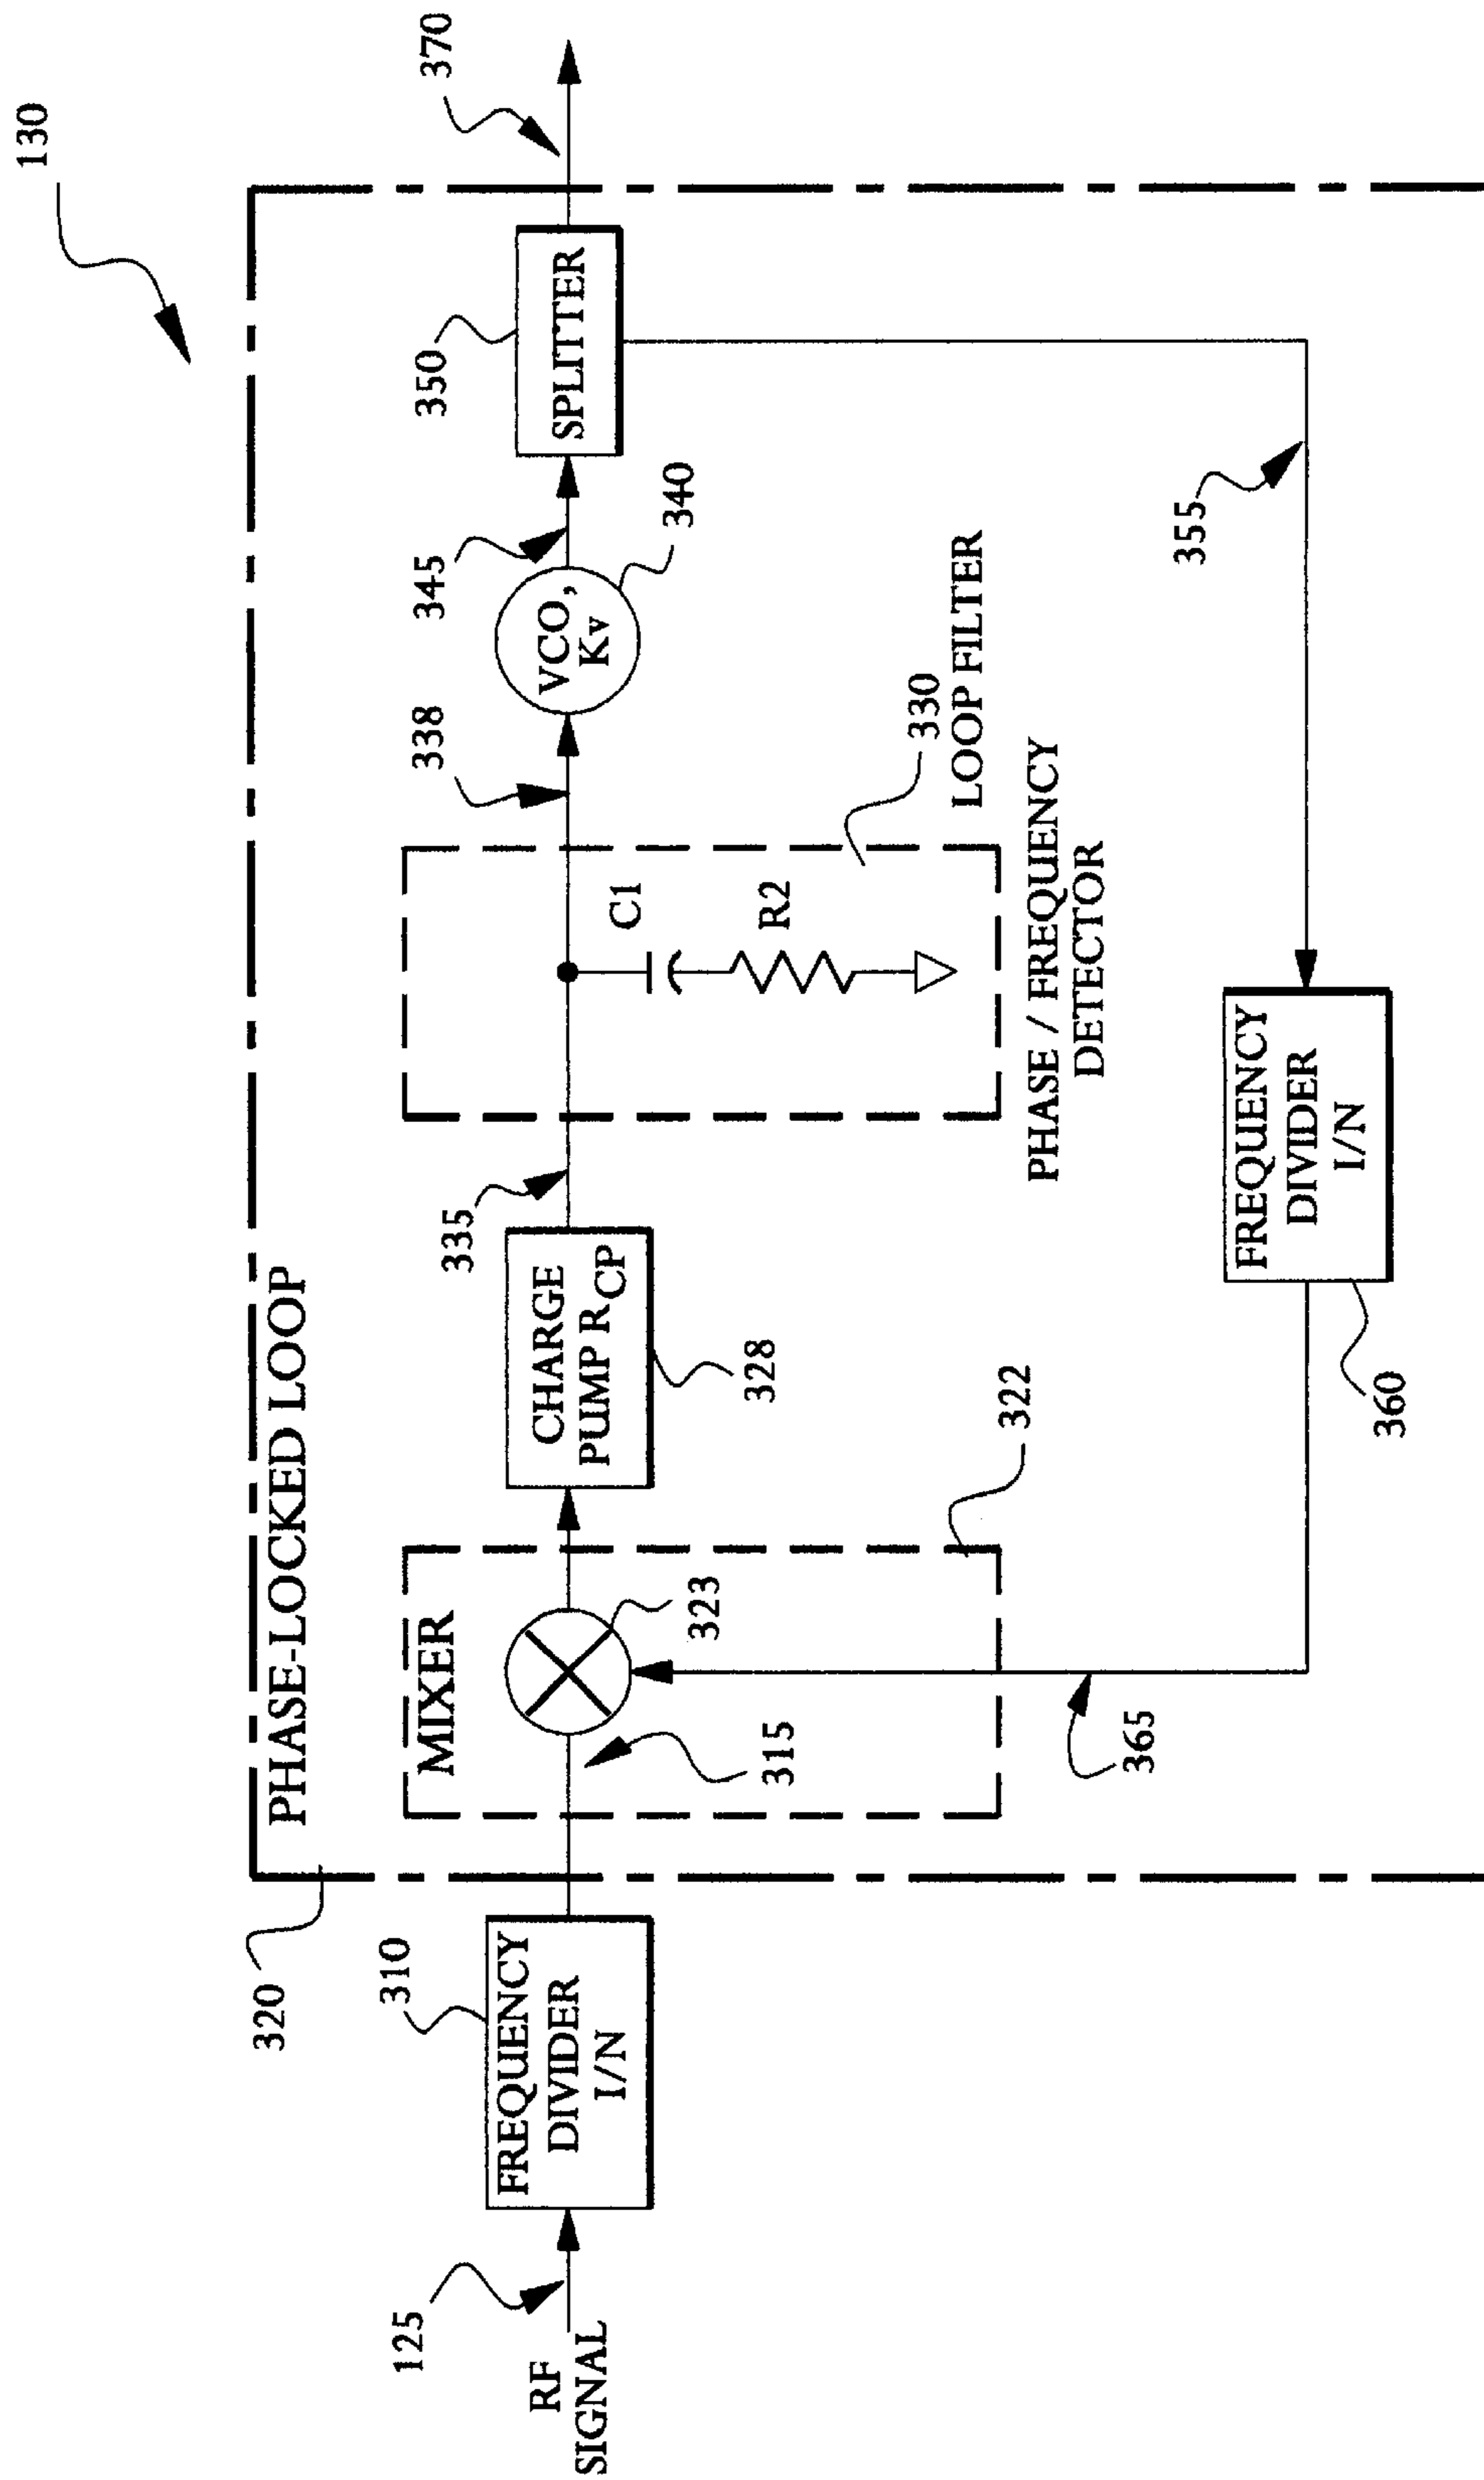 130
PHASE-LOCKED LOOP
320
125
RF
SIGNAL
310
FREQUENCY
DIVIDER
I/N
MIXER
315
323
322
CHARGE
PUMP RCP
328
335
C1
R2
330
LOOP FILTER
PHASE / FREQUENCY
DETECTOR
338
VCO,
Kv
340
345
350
SPLITTER
370
355
FREQUENCY
DIVIDER
I/N
360
365